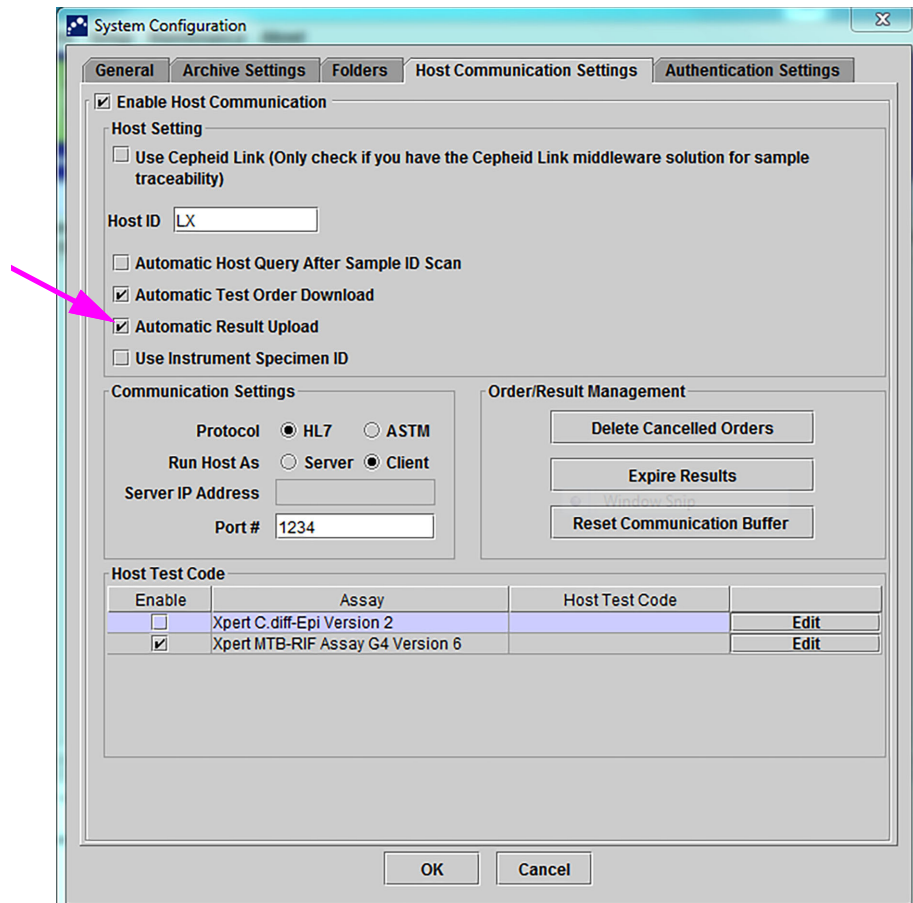 System Configuration
General Archive Settings Folders Host Communication Settings Authentication Settings
Enable Host Communication
Host Setting
Use Cepheid Link (Only check if you have the Cepheid Link middleware solution for sample
traceability)
Host ID LX
Automatic Host Query After Sample ID Scan
Automatic Test Order Download
Automatic Result Upload
Use Instrument Specimen ID
Communication Settings
Protocol HL7 ASTM
Run Host As Server Client
Server IP Address
Port # 1234
Order/Result Management
Delete Cancelled Orders
Expire Results
Window Snip
Reset Communication Buffer
Host Test Code
Enable Assay Host Test Code
Xpert C.diff-Epi Version 2 Edit
Xpert MTB-RIF Assay G4 Version 6 Edit
OK Cancel